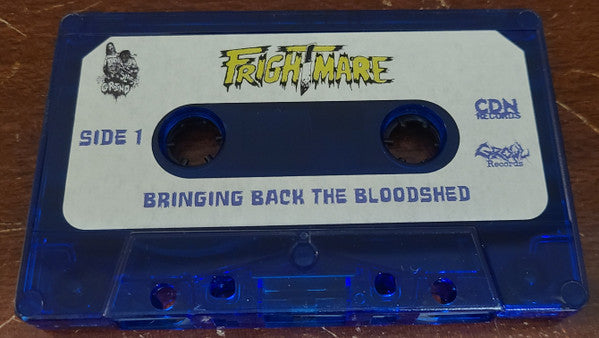 FRIGHTMARE
SIDE 1
CDN
RECORDS
GROWL
Records
BRINGING BACK THE BLOODSHED